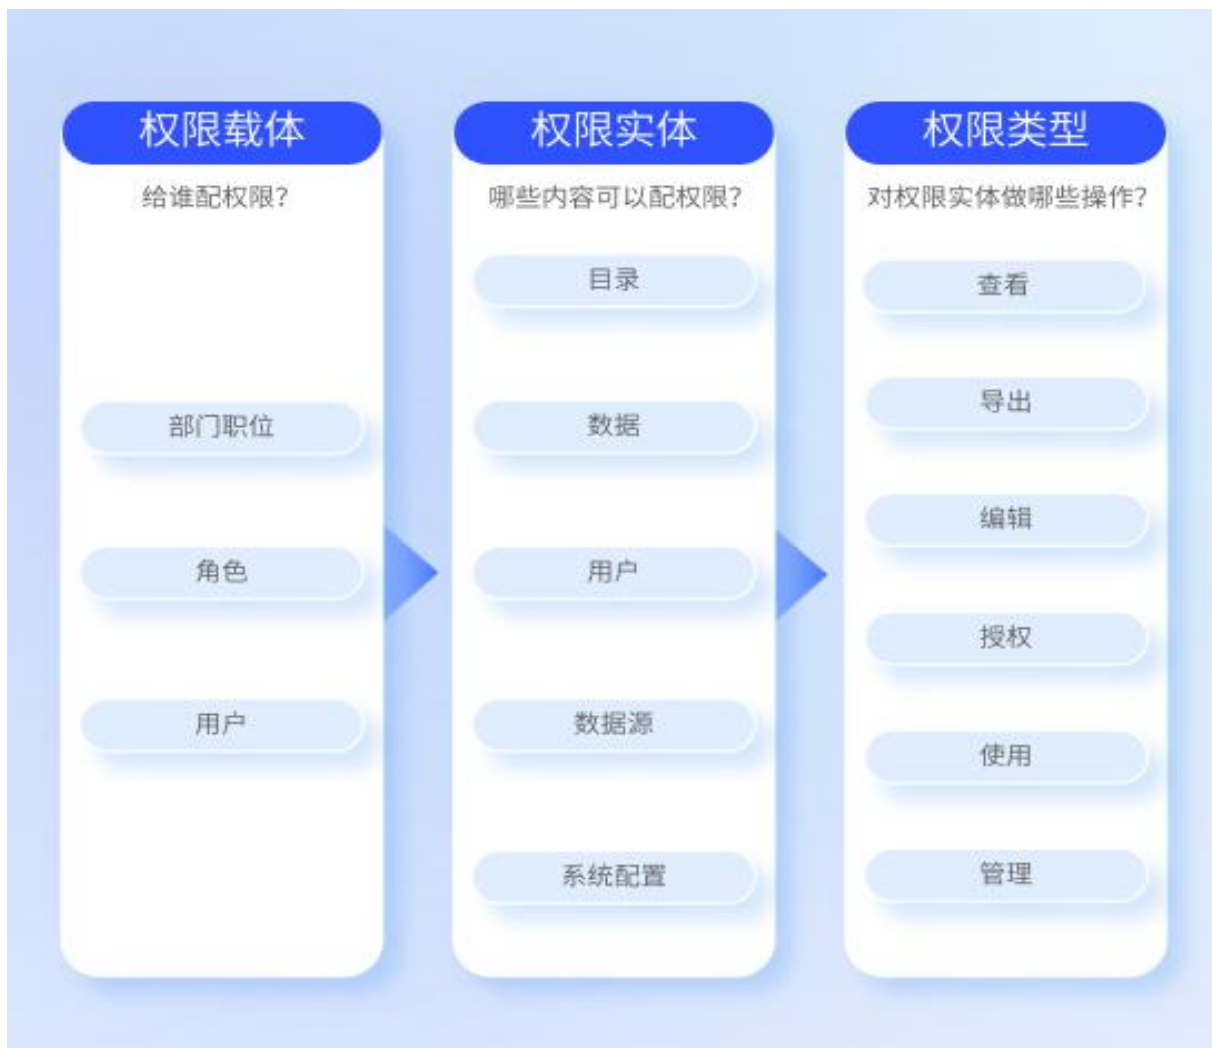 权限载体
给谁配权限?
部门职位
角色
用户
权限实体
哪些内容可以配权限?
目录
数据
用户
数据源
系统配置
权限类型
对权限实体做哪些操作?
查看
导出
编辑
授权
使用
管理